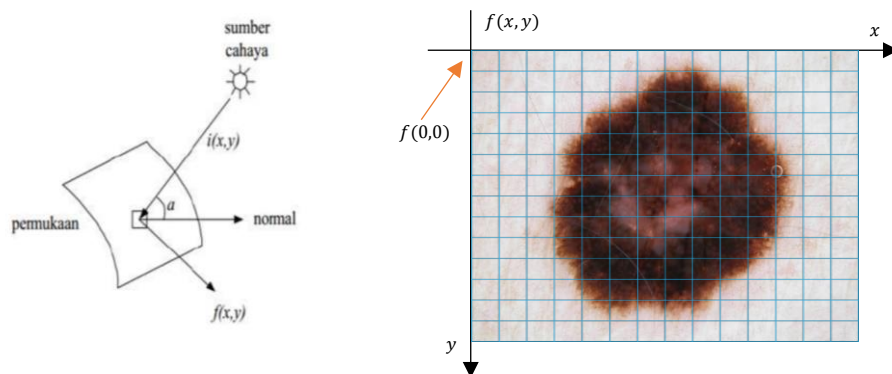 sumber
cahaya
i(x,y)
a
permukaan
normal
f(x,y)
f(x,y)
x
f(0,0)
y